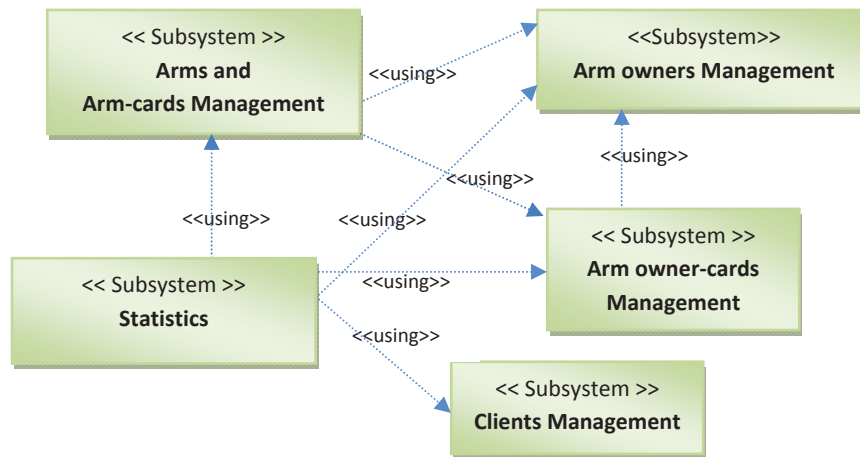 << Subsystem >>
Arms and
Arm-cards Management
<<using>>
<<Subsystem>>
Arm owners Management
<<using>>
<<using>>
<<using>>
<<using>>
<< Subsystem >>
Arm owner-cards
Management
<< Subsystem >>
Statistics
<<using>>
<<using>>
<< Subsystem >>
Clients Management